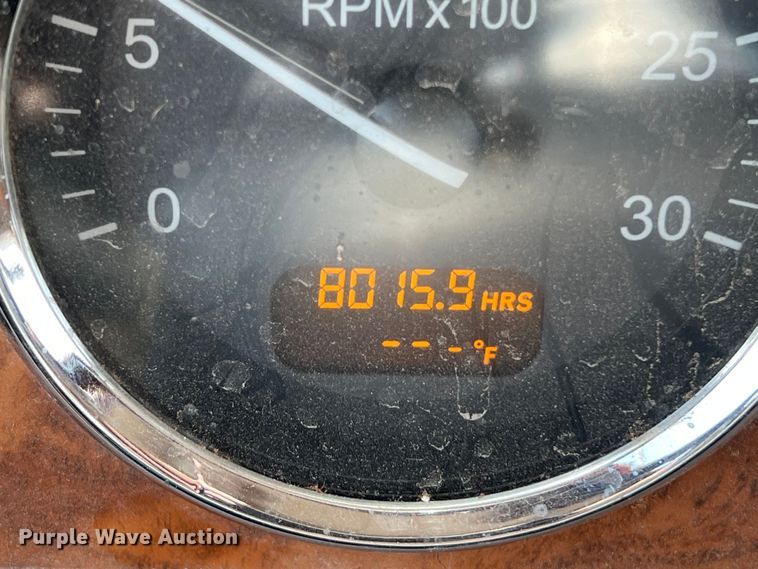 RPM x 100
5
25
0
30
8015.9 HRS
-- - °F
Purple Wave Auction®